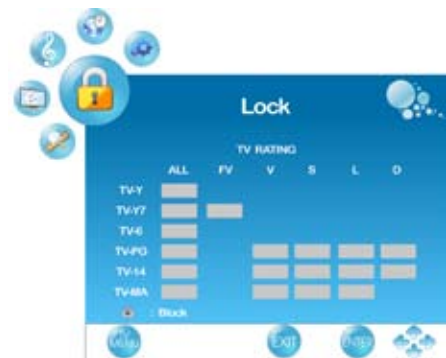 Lock
TV RATING
ALL FV V S L D
TV-Y
TV-Y7
TV-6
TV-PG
TV-14
TV-MA
: Block
MENU EXIT ENTER